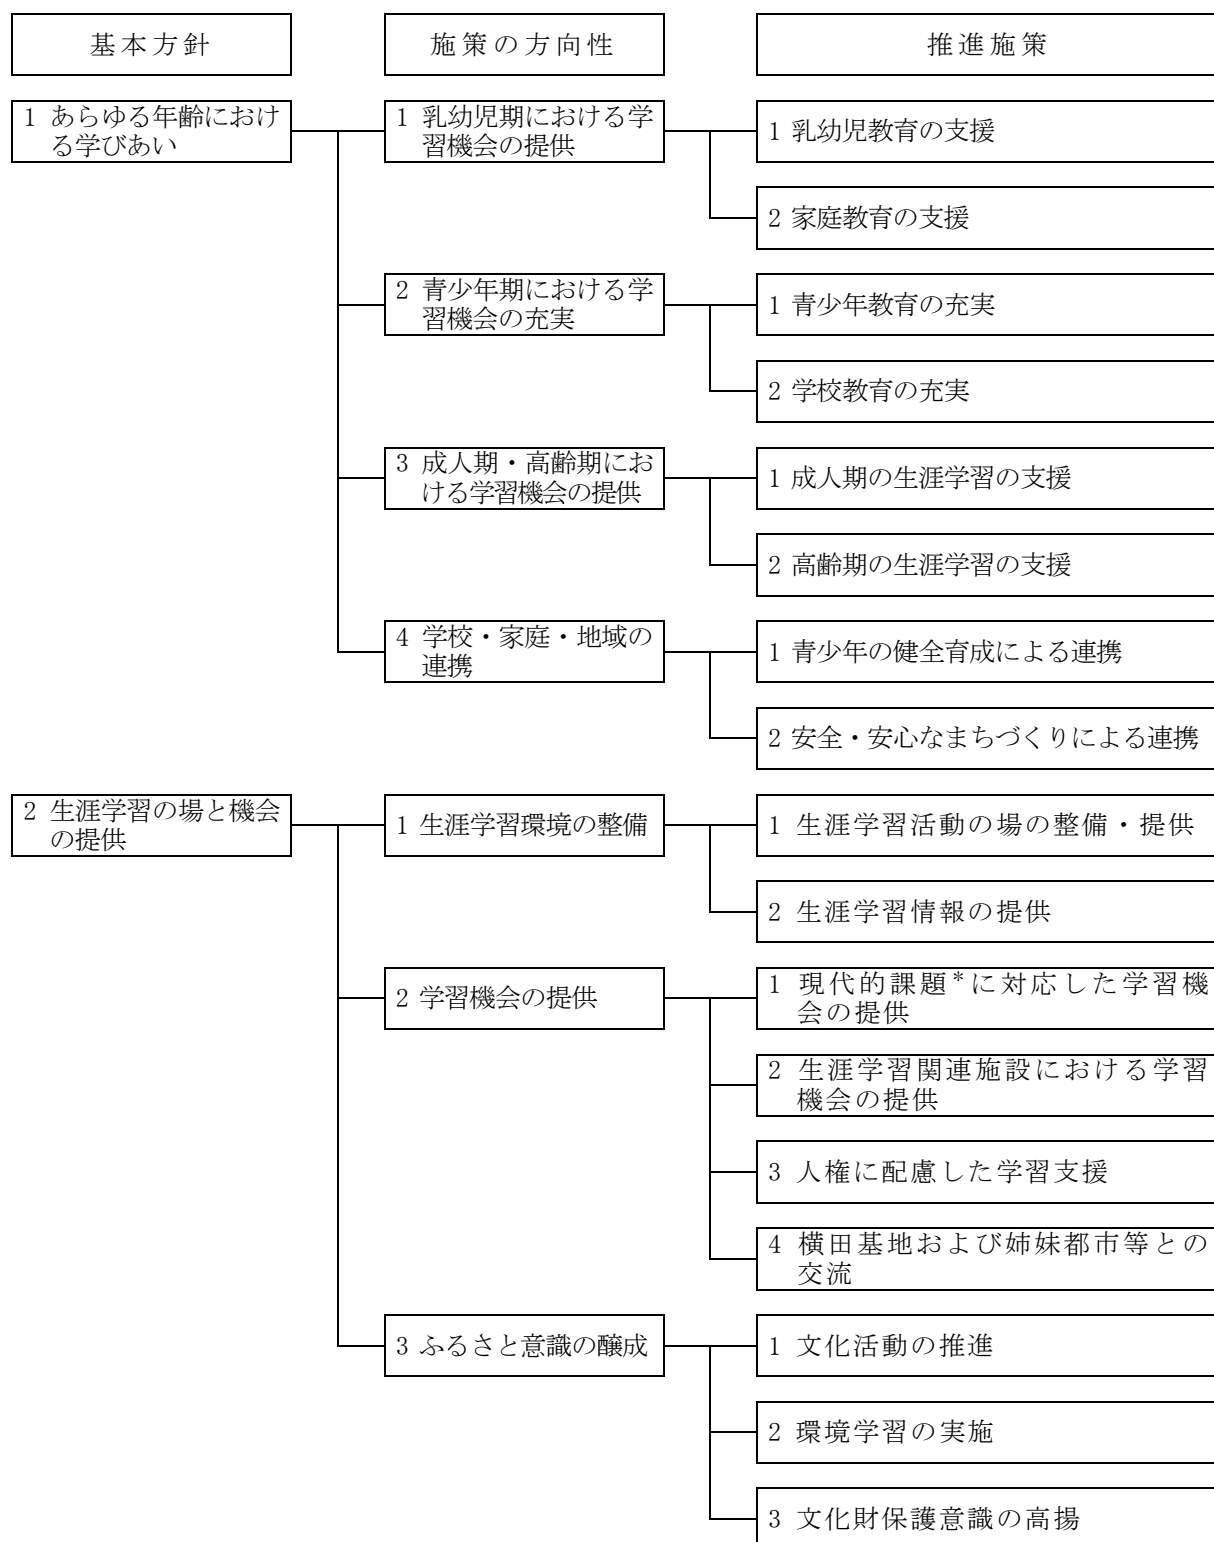 基本方針
施策の方向性
推進施策
1 あらゆる年齢におけ
る学びあい
1 乳幼児期における学
習機会の提供
1 乳幼児教育の支援
2 家庭教育の支援
2 青少年期における学
習機会の充実
1 青少年教育の充実
2 学校教育の充実
3 成人期・高齢期にお
ける学習機会の提供
1 成人期の生涯学習の支援
2 高齢期の生涯学習の支援
4 学校・家庭・地域の
連携
1 青少年の健全育成による連携
2 安全・安心なまちづくりによる連携
2 生涯学習の場と機会
の提供
1 生涯学習環境の整備
1 生涯学習活動の場の整備・提供
2 生涯学習情報の提供
2 学習機会の提供
1 現代的課題*に対応した学習機
会の提供
2 生涯学習関連施設における学習
機会の提供
3 人権に配慮した学習支援
4 横田基地および姉妹都市等との
交流
3 ふるさと意識の醸成
1 文化活動の推進
2 環境学習の実施
3 文化財保護意識の高揚